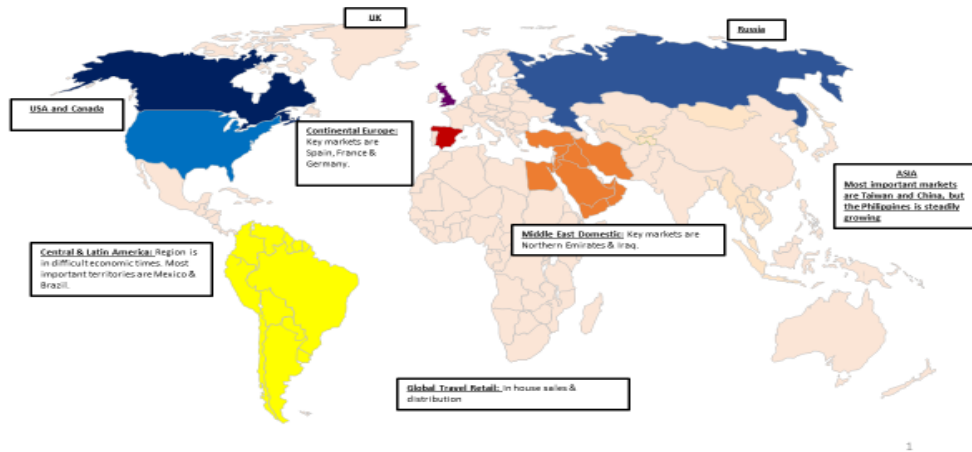 UK
Russia
USA and Canada
Continental Europe:
Key markets are
Spain, France &
Germany.
ASIA
Most important markets
are Taiwan and China, but
the Philippines is steadily
growing
Middle East Domestic: Key markets are
Northern Emirates & Iraq.
Central & Latin America: Region is
in difficult economic times. Most
important territories are Mexico &
Brazil.
Global Travel Retail: In house sales &
distribution
1